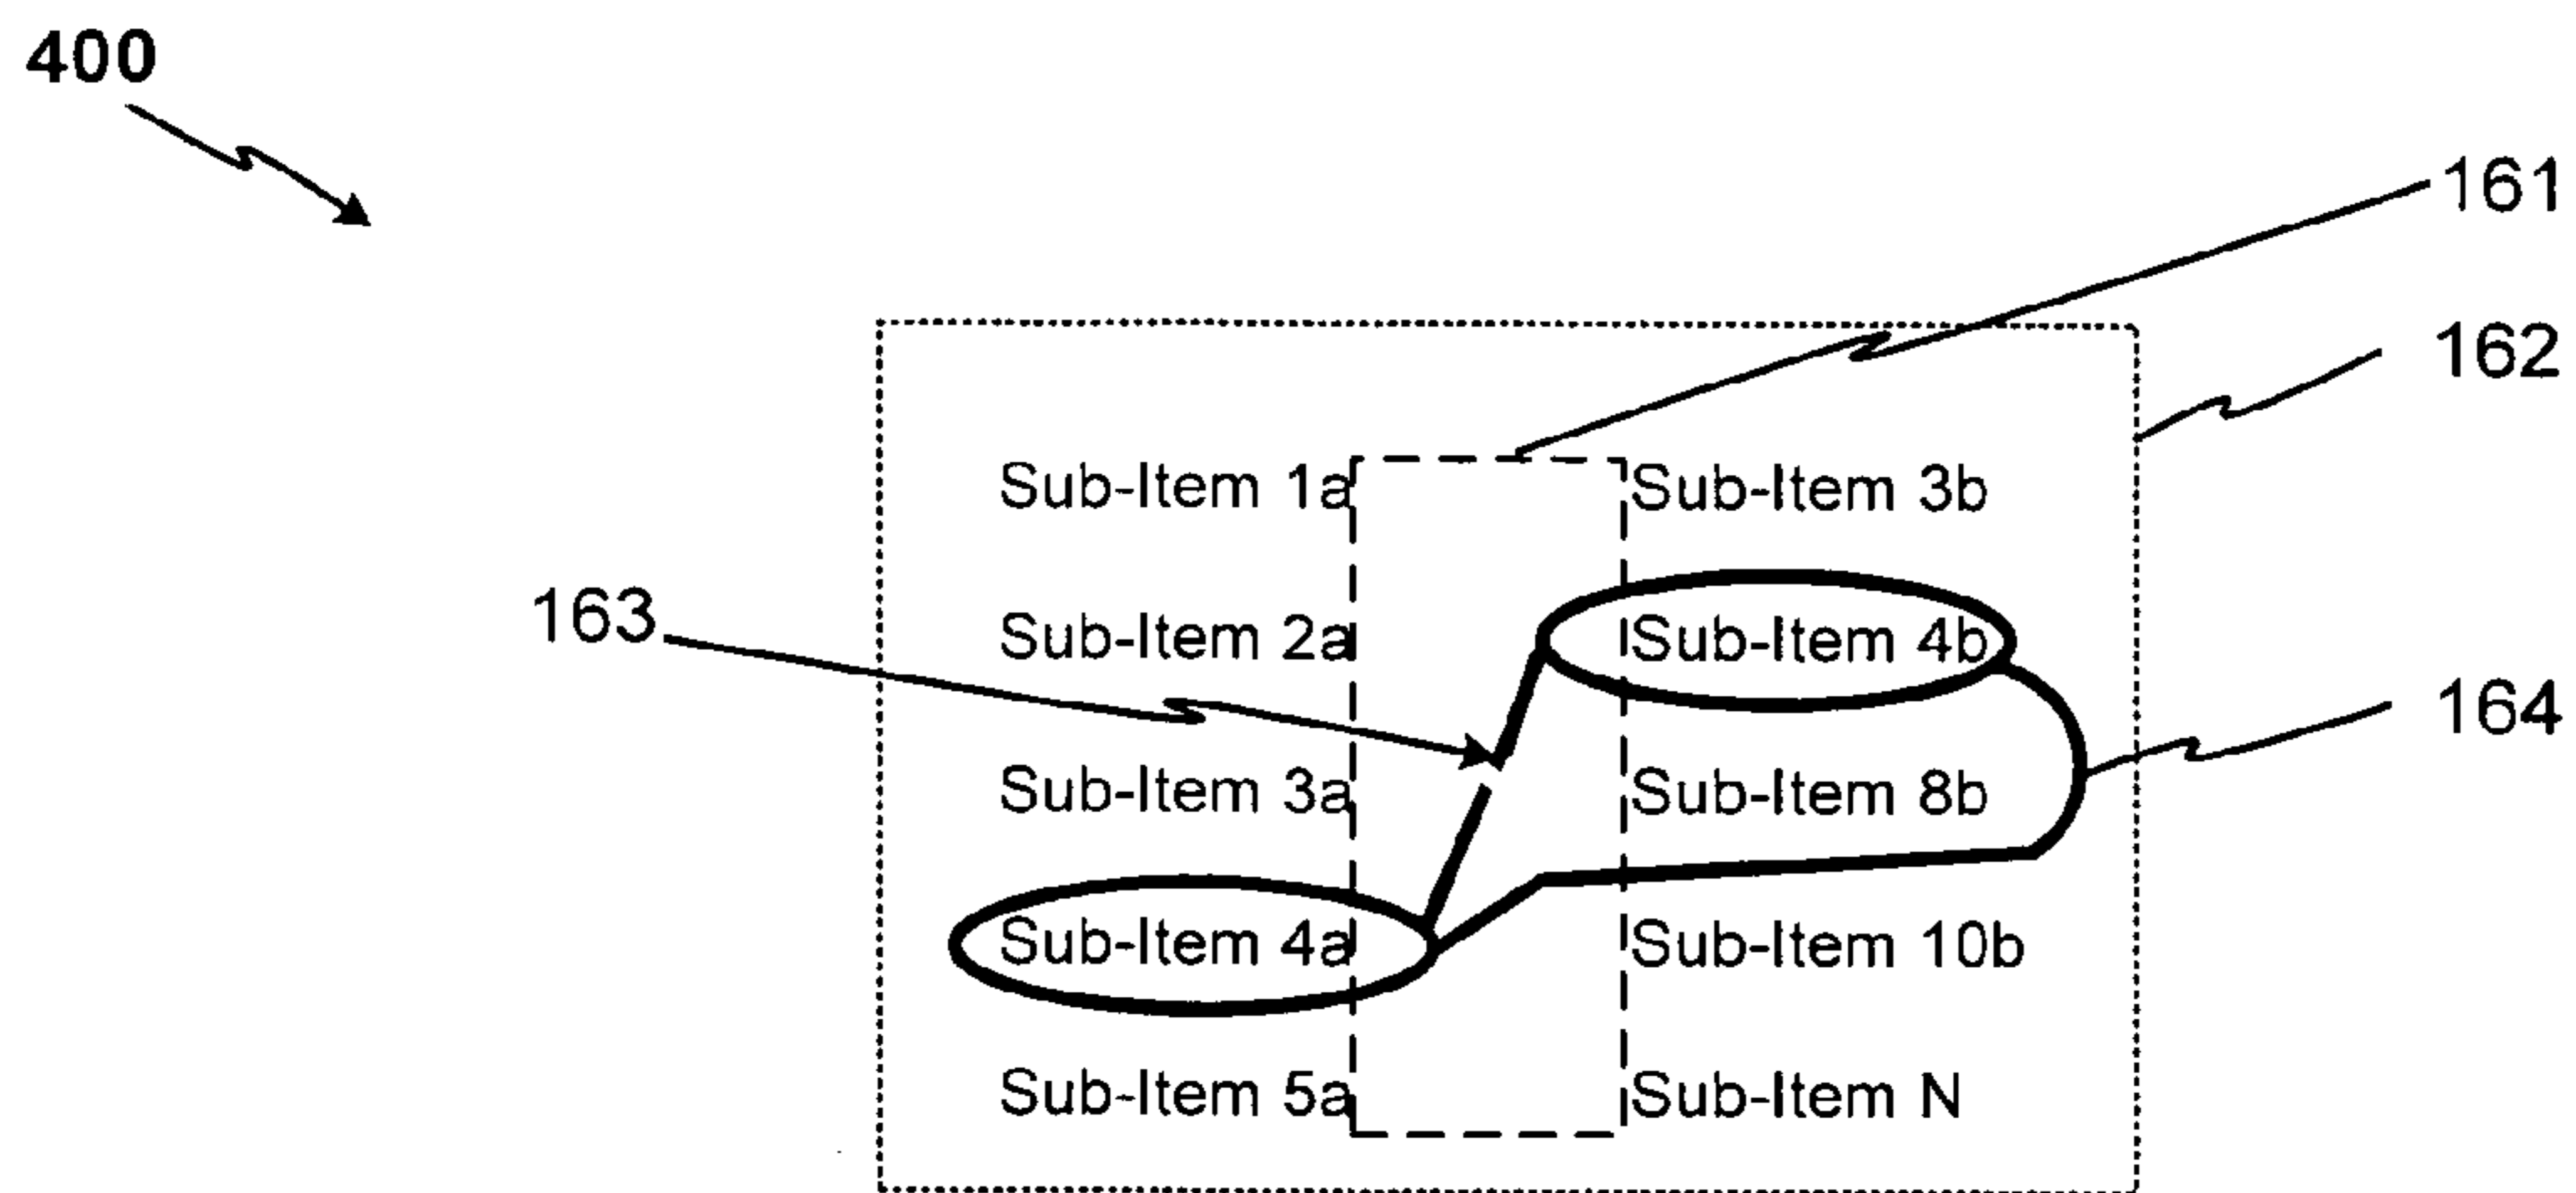 400
161
162
Sub-Item 1a Sub-Item 3b
163 Sub-Item 2a Sub-Item 4b
164
Sub-Item 3a Sub-Item 8b
Sub-Item 4a Sub-Item 10b
Sub-Item 5a Sub-Item N